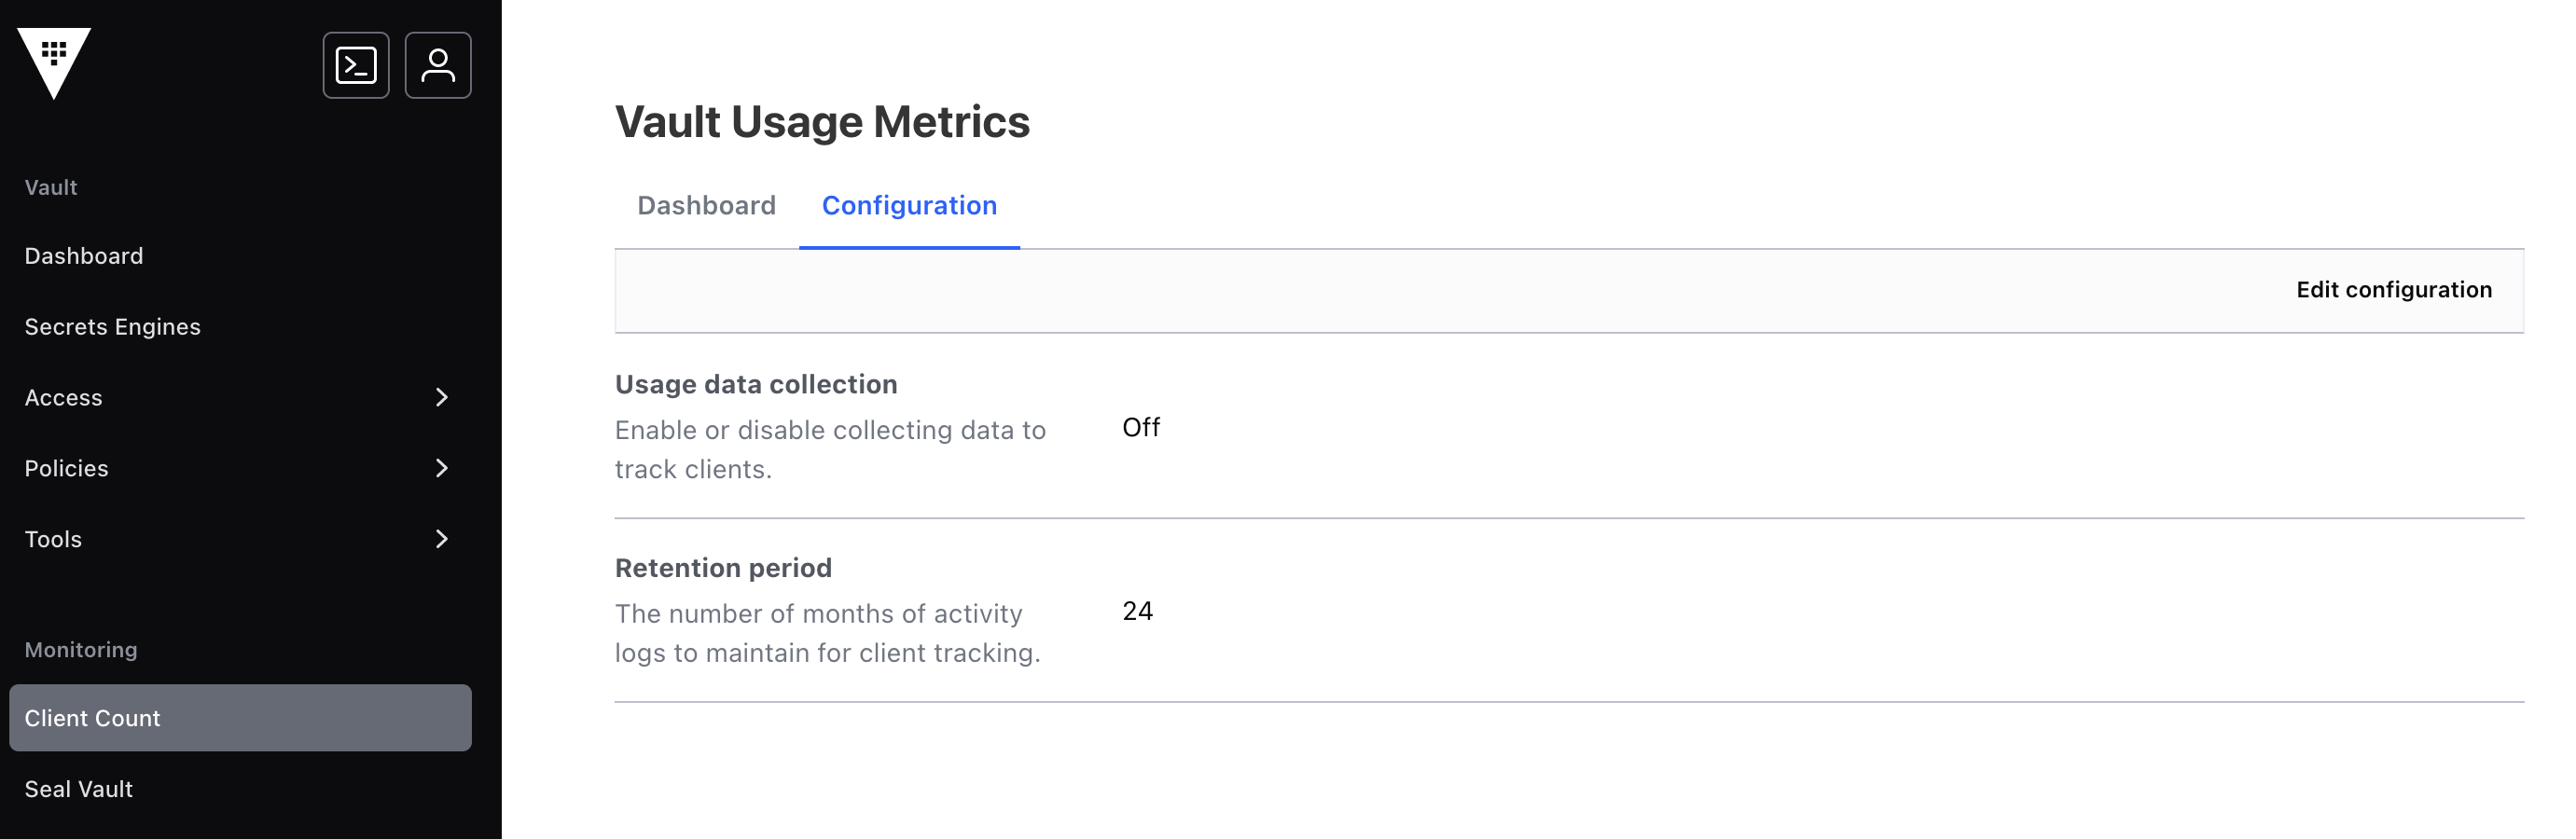 Vault
Dashboard
Secrets Engines
Access
Policies
Tools
Monitoring
Client Count
Seal Vault
Vault Usage Metrics
Dashboard
Configuration
Edit configuration
Usage data collection
Enable or disable collecting data to
track clients.
Off
Retention period
The number of months of activity
logs to maintain for client tracking.
24